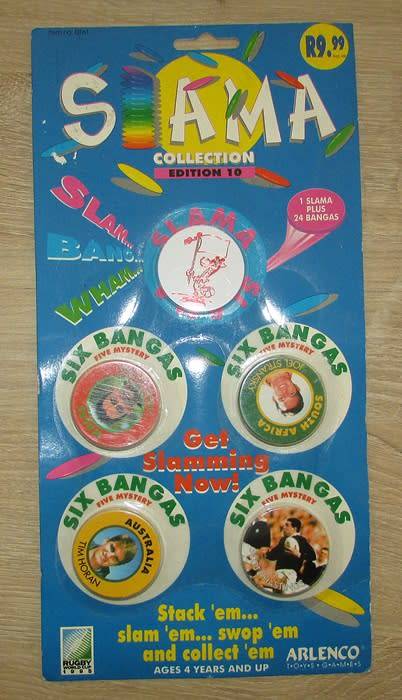 R9.99
SLAMA
COLLECTION
EDITION 10
SLAM...
BANG...
WHAM...
1 SLAMA
PLUS
24 BANGAS
SLAMA
SIX BANGAS
FIVE MYSTERY
SIX BANGAS
FIVE MYSTERY
JOEL STRANSKY
SOUTH AFRICA
Get
Slamming
Now!
SIX BANGAS
FIVE MYSTERY
AUSTRALIA
TIM HORAN
SIX BANGAS
FIVE MYSTERY
Stack 'em...
slam 'em... swop 'em
and collect 'em
AGES 4 YEARS AND UP
RUGBY
WORLD CUP
1995
ARLENCO
TOYS & GAMES